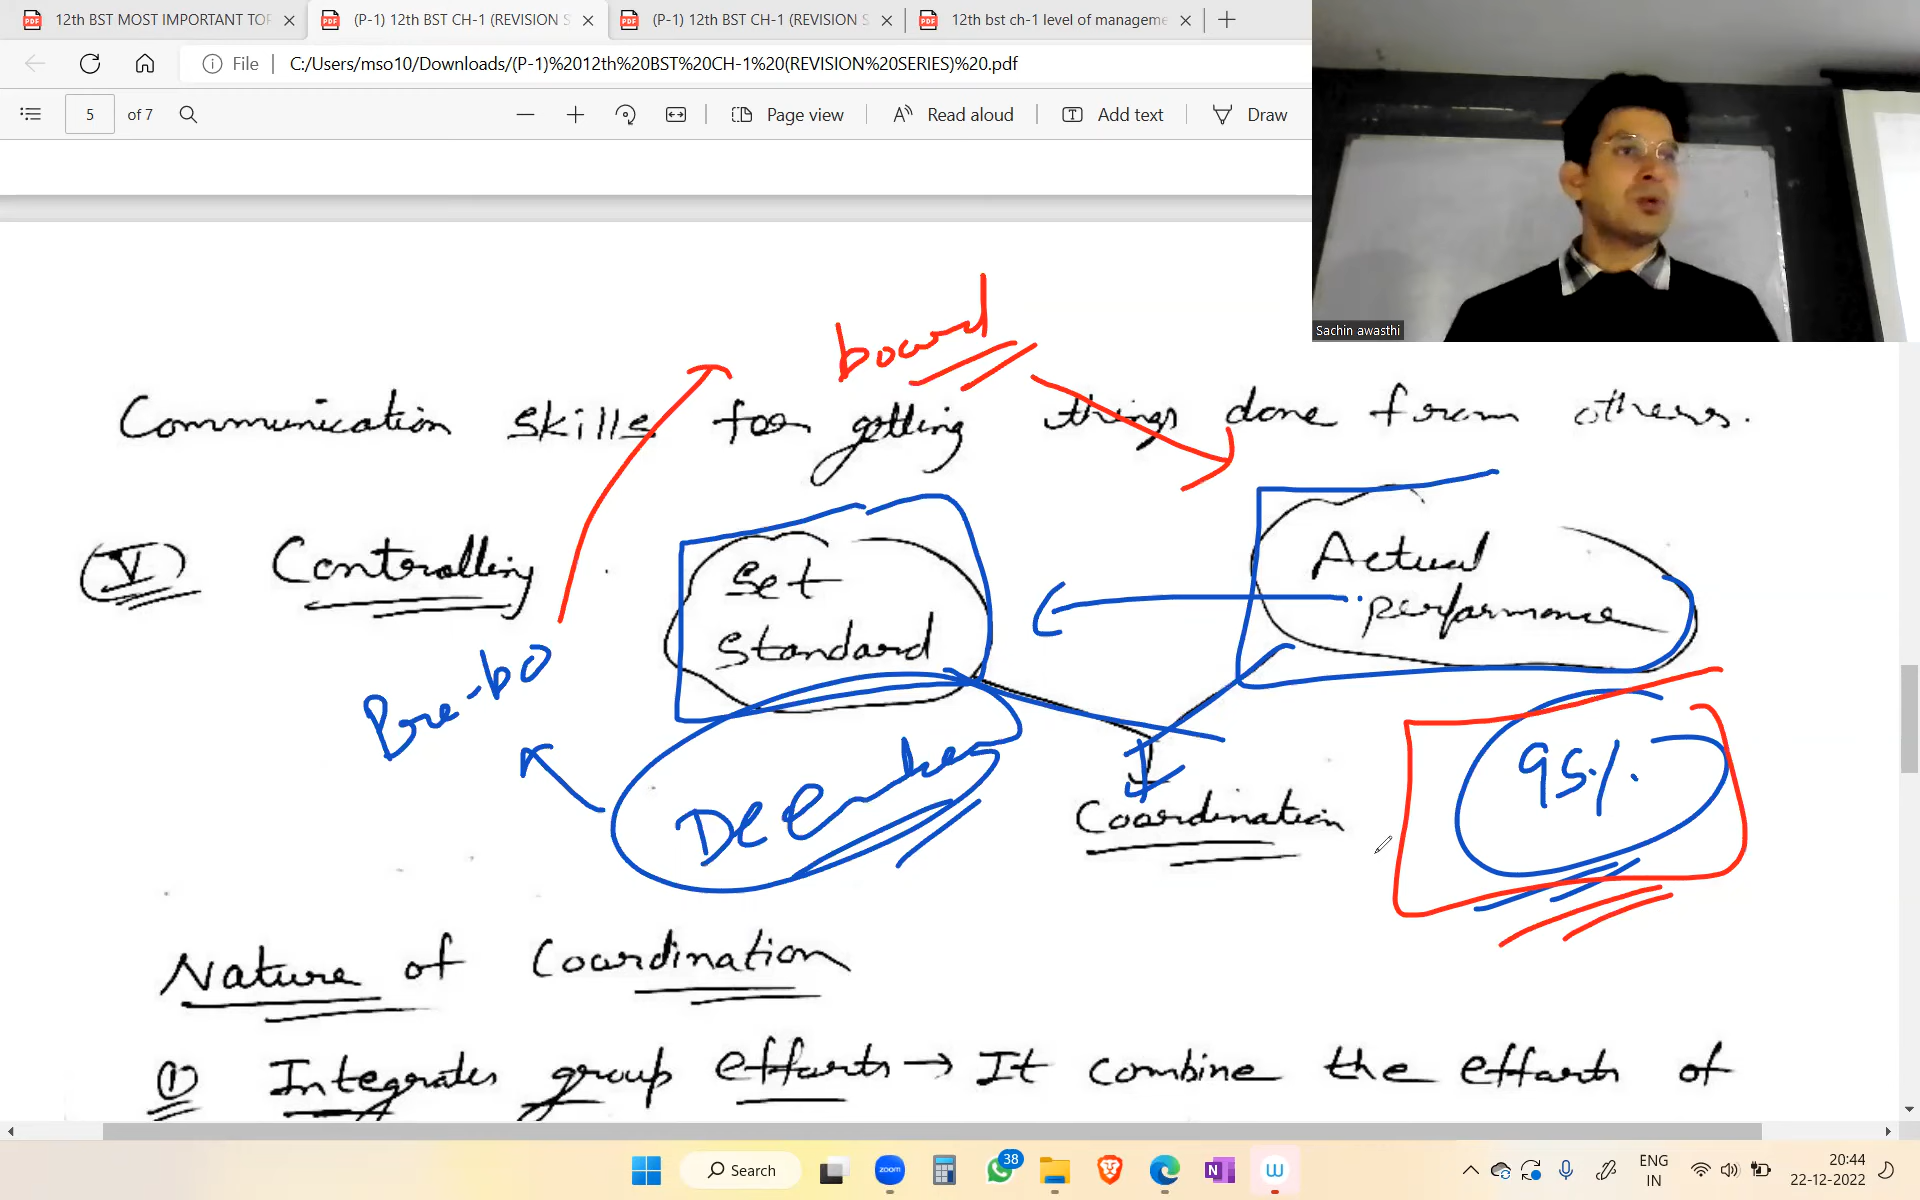 12th BST MOST IMPORTANT TOP
(P-1) 12th BST CH-1 (REVISION S
(P-1) 12th BST CH-1 (REVISION S
12th bst ch-1 level of manageme
File
C:/Users/mso10/Downloads/(P-1)%2012th%20BST%20CH-1%20(REVISION%20SERIES)%20.pdf
5 of 7
Page view
Read aloud
Add text
Draw
Sachin awasthi
board
Communication skills for getting things done from others.
V Controlling
Set Standard
Actual performance
Pre-bo
December
Coordination
95%
Nature of Coordination
① Integrates group efforts → It combine the efforts of
Search
zoom
38
ENG
IN
20:44
22-12-2022